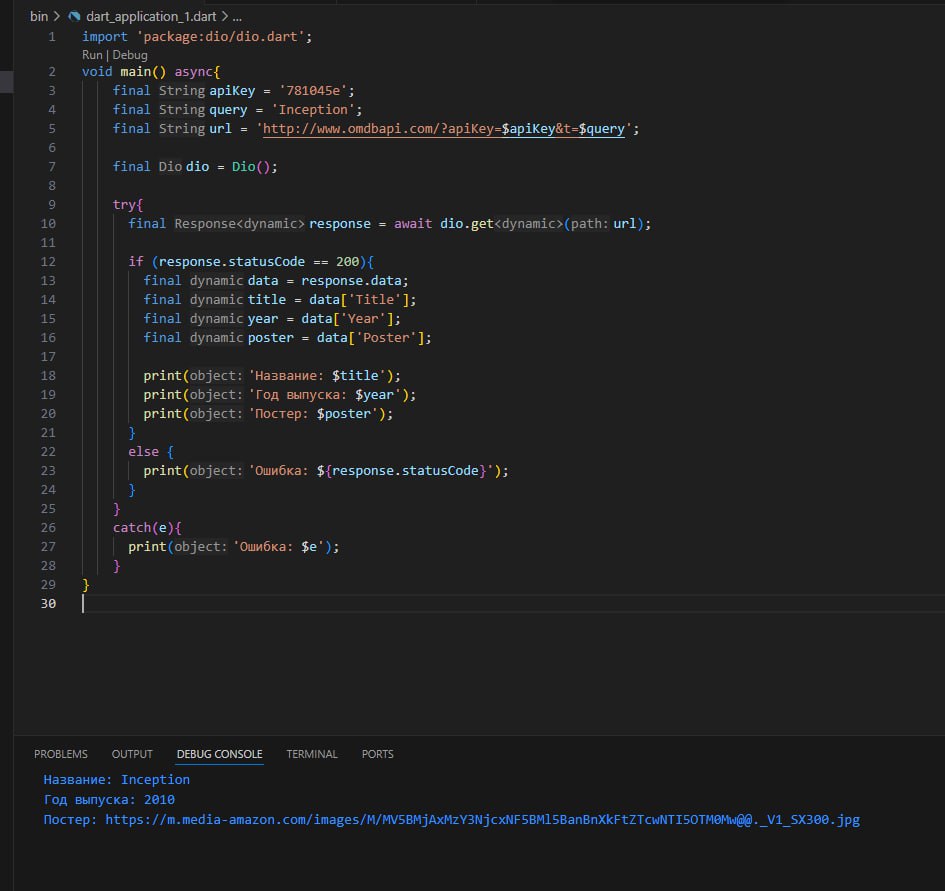 bin > dart_application_1.dart > ...
1 import 'package:dio/dio.dart';
Run | Debug
2 void main() async{
3 final String apiKey = '781045e';
4 final String query = 'Inception';
5 final String url = 'http://www.omdbapi.com/?apiKey=$apiKey&t=$query';
6
7 final Dio dio = Dio();
8
9 try{
10 final Response<dynamic> response = await dio.get<dynamic>(path: url);
11
12 if (response.statusCode == 200){
13 final dynamic data = response.data;
14 final dynamic title = data['Title'];
15 final dynamic year = data['Year'];
16 final dynamic poster = data['Poster'];
17
18 print(object: 'Название: $title');
19 print(object: 'Год выпуска: $year');
20 print(object: 'Постер: $poster');
21 }
22 else {
23 print(object: 'Ошибка: ${response.statusCode}');
24 }
25 }
26 catch(e){
27 print(object: 'Ошибка: $e');
28 }
29 }
30
PROBLEMS OUTPUT DEBUG CONSOLE TERMINAL PORTS
Название: Inception
Год выпуска: 2010
Постер: https://m.media-amazon.com/images/M/MV5BMjAxMzY3NjcxNF5BMl5BanBnXkFtZTcwNTI5OTM0Mw@@._V1_SX300.jpg